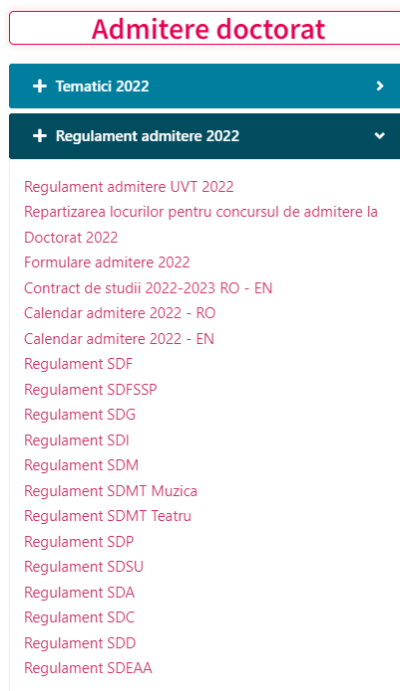 Admitere doctorat
Tematici 2022
Regulament admitere 2022
Regulament admitere UVT 2022
Repartizarea locurilor pentru concursul de admitere la
Doctorat 2022
Formulare admitere 2022
Contract de studii 2022-2023 RO - EN
Calendar admitere 2022 - RO
Calendar admitere 2022 - EN
Regulament SDF
Regulament SDFSSP
Regulament SDG
Regulament SDI
Regulament SDM
Regulament SDMT Muzica
Regulament SDMT Teatru
Regulament SDP
Regulament SDSU
Regulament SDA
Regulament SDC
Regulament SDD
Regulament SDEAA